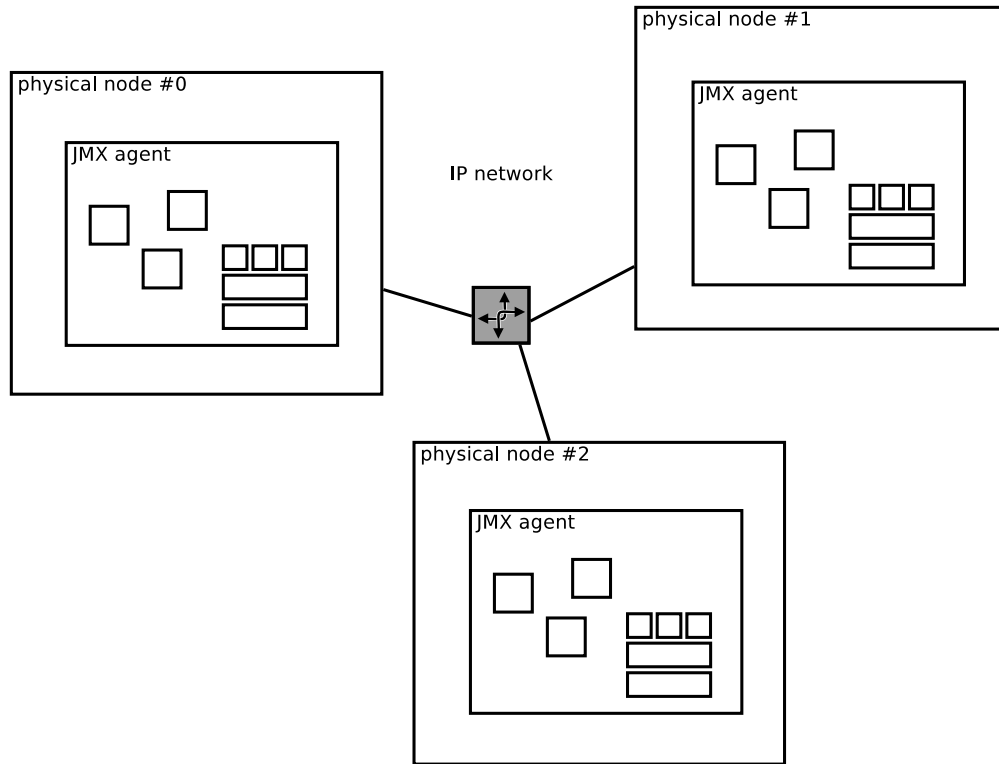 physical node #1
physical node #0
JMX agent
JMX agent
IP network
physical node #2
JMX agent